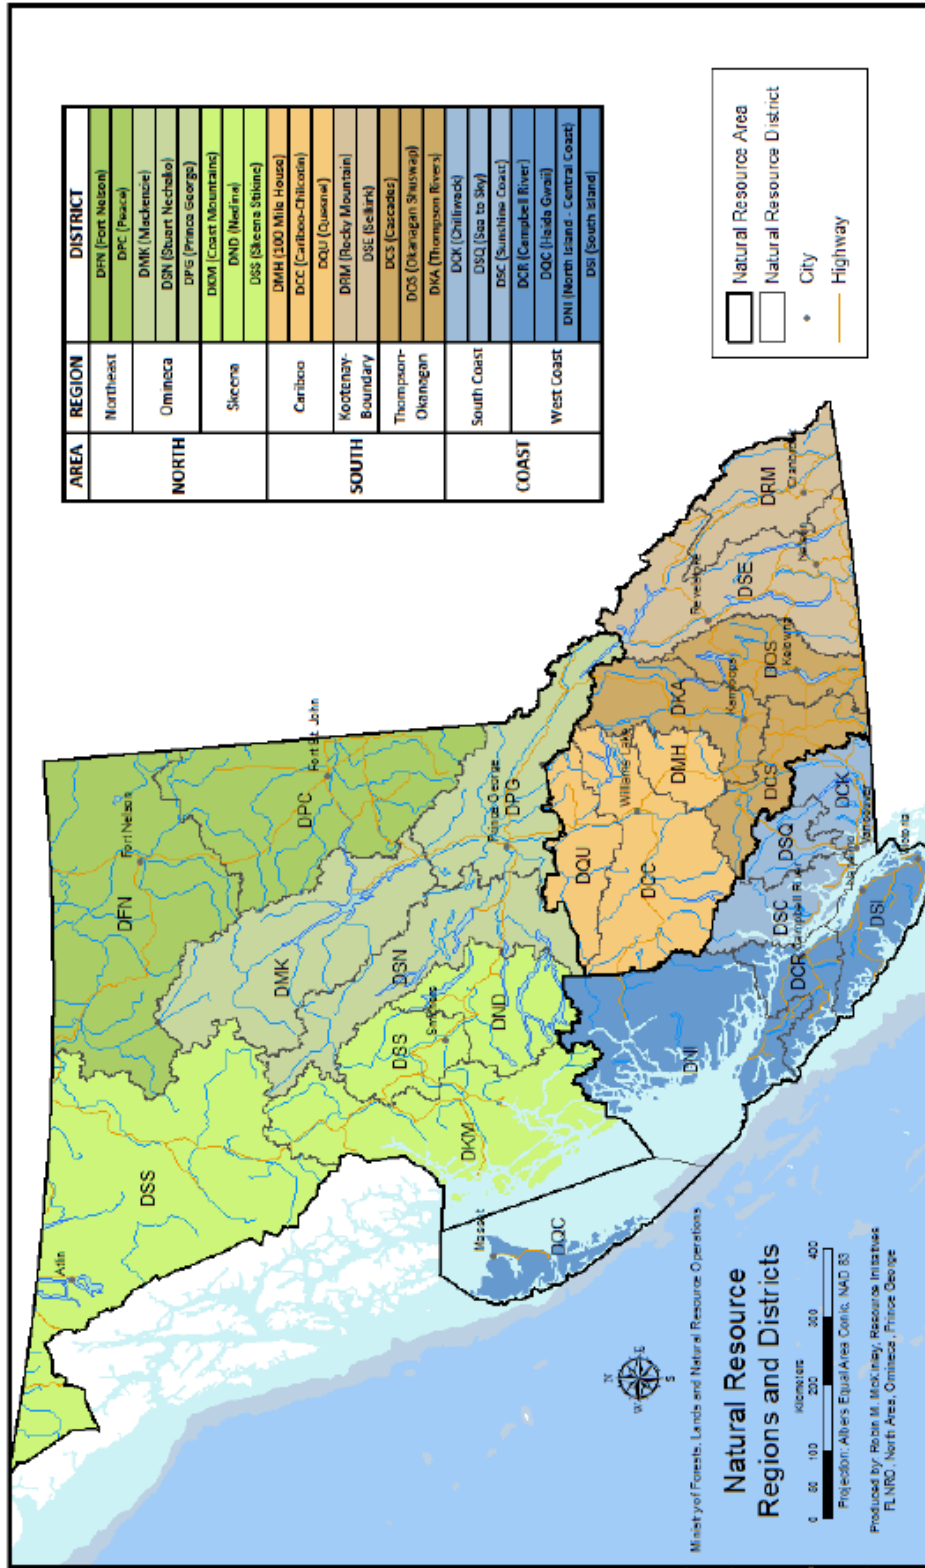 AREA REGION DISTRICT
NORTH
Northeast
DFN (Fort Nelson)
DPC (Peace)
Omineca
DMK (Mackenzie)
DSN (Stuart Nechako)
DPG (Prince George)
Skeena
DKM (Coast Mountains)
DND (Nadina)
DSS (Skeena Stikine)
SOUTH
Cariboo
DMH (100 Mile House)
DCC (Cariboo-Chilcotin)
DQU (Quesnel)
Kootenay-
Boundary
DRM (Rocky Mountain)
DSE (Selkirk)
Thompson-
Okanagan
DCS (Cascades)
DOS (Okanagan Shuswap)
DKA (Thompson Rivers)
COAST
South Coast
DCK (Chilliwack)
DSQ (Sea to Sky)
DSC (Sunshine Coast)
West Coast
DCR (Campbell River)
DQC (Haida Gwaii)
DNI (North Island - Central Coast)
DSI (South Island)
Natural Resource Area
Natural Resource District
City
Highway
Atlin
DSS
DFN
Fort Nelson
DPC
Fort St. John
DMK
DSN
DSS
Smithers
DND
DKM
DPG
Prince George
Masset
DQC
DNI
DQU
DCC
Williams Lake
DMH
DKA
Kamloops
DCS
DOS
Kelowna
Revelstoke
DSE
Nelson
DRM
Cranbrook
DSC
DSQ
DCK
DCR
Campbell River
Vancouver
DSI
Victoria
N
W
E
S
Ministry of Forests, Lands and Natural Resource Operations
Natural Resource
Regions and Districts
Kilometers
0 50 100 200 300 400
Projection: Albers Equal Area Conic, NAD 83
Produced by: Robin M. McKinley, Resource Initiatives
FLNRO, North Area, Omineca, Prince George